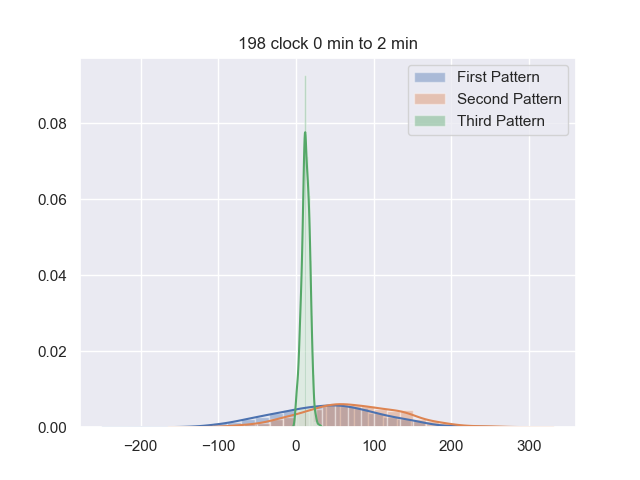 198 clock 0 min to 2 min
First Pattern
Second Pattern
Third Pattern
0.08
0.06
0.04
0.02
0.00
−200 −100 0 100 200 300